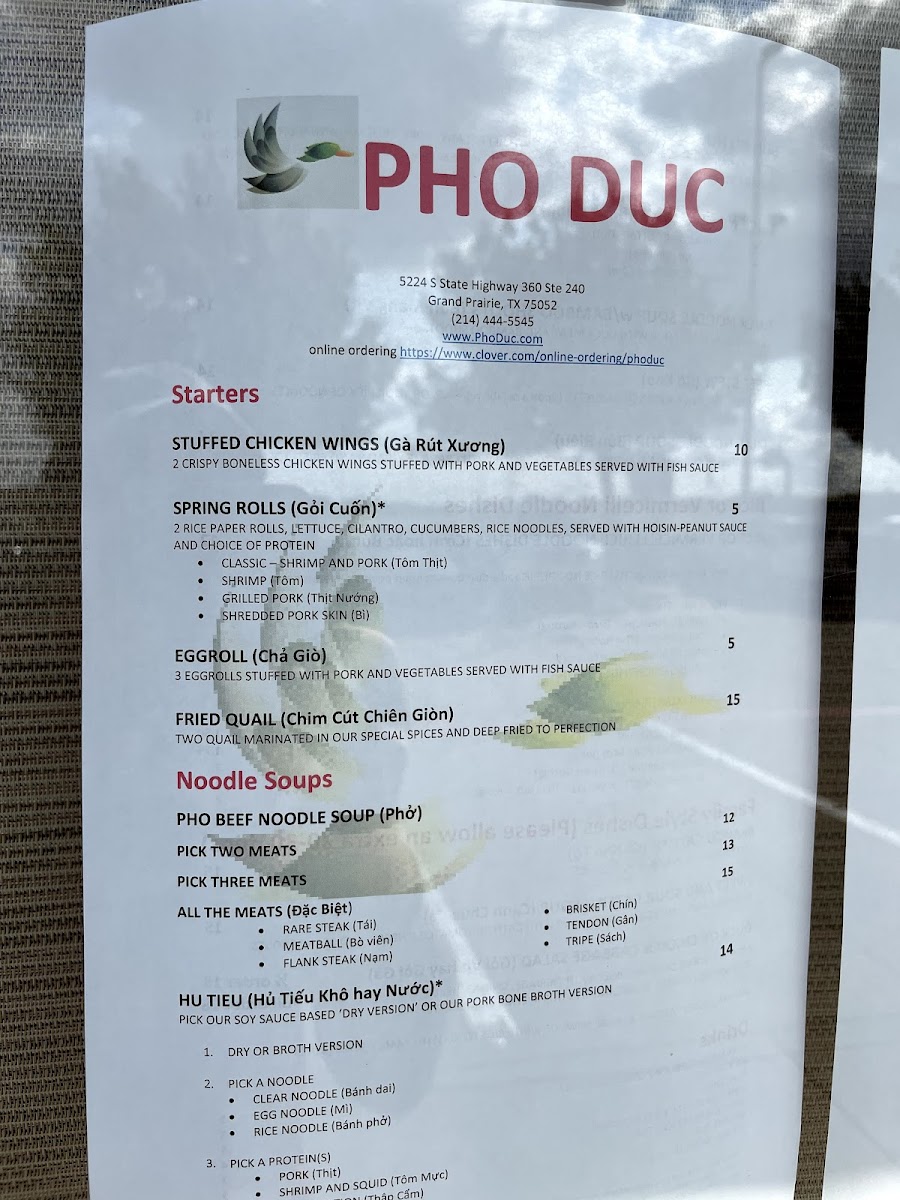 PHO DUC
5224 S State Highway 360 Ste 240
Grand Prairie, TX 75052
(214) 444-5545
www.PhoDuc.com
online ordering https://www.clover.com/online-ordering/phoduc
Starters
STUFFED CHICKEN WINGS (Gà Rút Xương) 10
2 CRISPY BONELESS CHICKEN WINGS STUFFED WITH PORK AND VEGETABLES SERVED WITH FISH SAUCE
SPRING ROLLS (Gỏi Cuốn)* 5
2 RICE PAPER ROLLS, LETTUCE, CILANTRO, CUCUMBERS, RICE NOODLES, SERVED WITH HOISIN-PEANUT SAUCE
AND CHOICE OF PROTEIN
• CLASSIC – SHRIMP AND PORK (Tôm Thịt)
• SHRIMP (Tôm)
• GRILLED PORK (Thịt Nướng)
• SHREDDED PORK SKIN (Bì)
EGGROLL (Chả Giò) 5
3 EGGROLLS STUFFED WITH PORK AND VEGETABLES SERVED WITH FISH SAUCE
FRIED QUAIL (Chim Cút Chiên Giòn) 15
TWO QUAIL MARINATED IN OUR SPECIAL SPICES AND DEEP FRIED TO PERFECTION
Noodle Soups
PHO BEEF NOODLE SOUP (Phở)
PICK TWO MEATS 12
PICK THREE MEATS 13
ALL THE MEATS (Đặc Biệt) 15
• RARE STEAK (Tái)
• MEATBALL (Bò viên)
• FLANK STEAK (Nạm)
• BRISKET (Chín)
• TENDON (Gân)
• TRIPE (Sách)
HU TIEU (Hủ Tiếu Khô hay Nước)* 14
PICK OUR SOY SAUCE BASED 'DRY VERSION' OR OUR PORK BONE BROTH VERSION
1. DRY OR BROTH VERSION
2. PICK A NOODLE
• CLEAR NOODLE (Bánh dai)
• EGG NOODLE (Mì)
• RICE NOODLE (Bánh phở)
3. PICK A PROTEIN(S)
• PORK (Thịt)
• SHRIMP AND SQUID (Tôm Mực)
(Thập Cẩm)